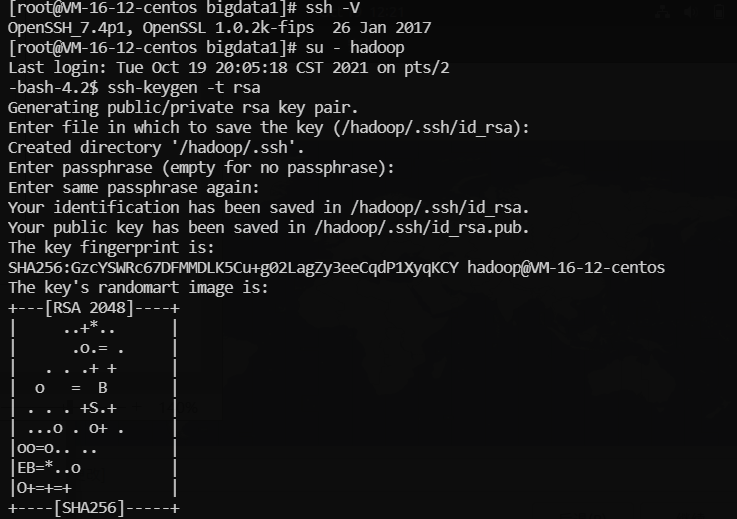 [root@VM-16-12-centos bigdata1]# ssh -V
OpenSSH_7.4p1, OpenSSL 1.0.2k-fips  26 Jan 2017
[root@VM-16-12-centos bigdata1]# su - hadoop
Last login: Tue Oct 19 20:05:18 CST 2021 on pts/2
-bash-4.2$ ssh-keygen -t rsa
Generating public/private rsa key pair.
Enter file in which to save the key (/hadoop/.ssh/id_rsa):
Created directory '/hadoop/.ssh'.
Enter passphrase (empty for no passphrase):
Enter same passphrase again:
Your identification has been saved in /hadoop/.ssh/id_rsa.
Your public key has been saved in /hadoop/.ssh/id_rsa.pub.
The key fingerprint is:
SHA256:GzcYSWRc67DFMMDLK5Cu+g02LagZy3eeCqdP1XyqKCY hadoop@VM-16-12-centos
The key's randomart image is:
+---[RSA 2048]----+
|     ..+*..      |
|      .o.= .     |
|   . . .+ +      |
|  o   =  B       |
| . . . +S.+      |
| ...o . o+ .     |
|oo=o.. ..        |
|EB=*..o          |
|O+=+=+           |
+----[SHA256]-----+